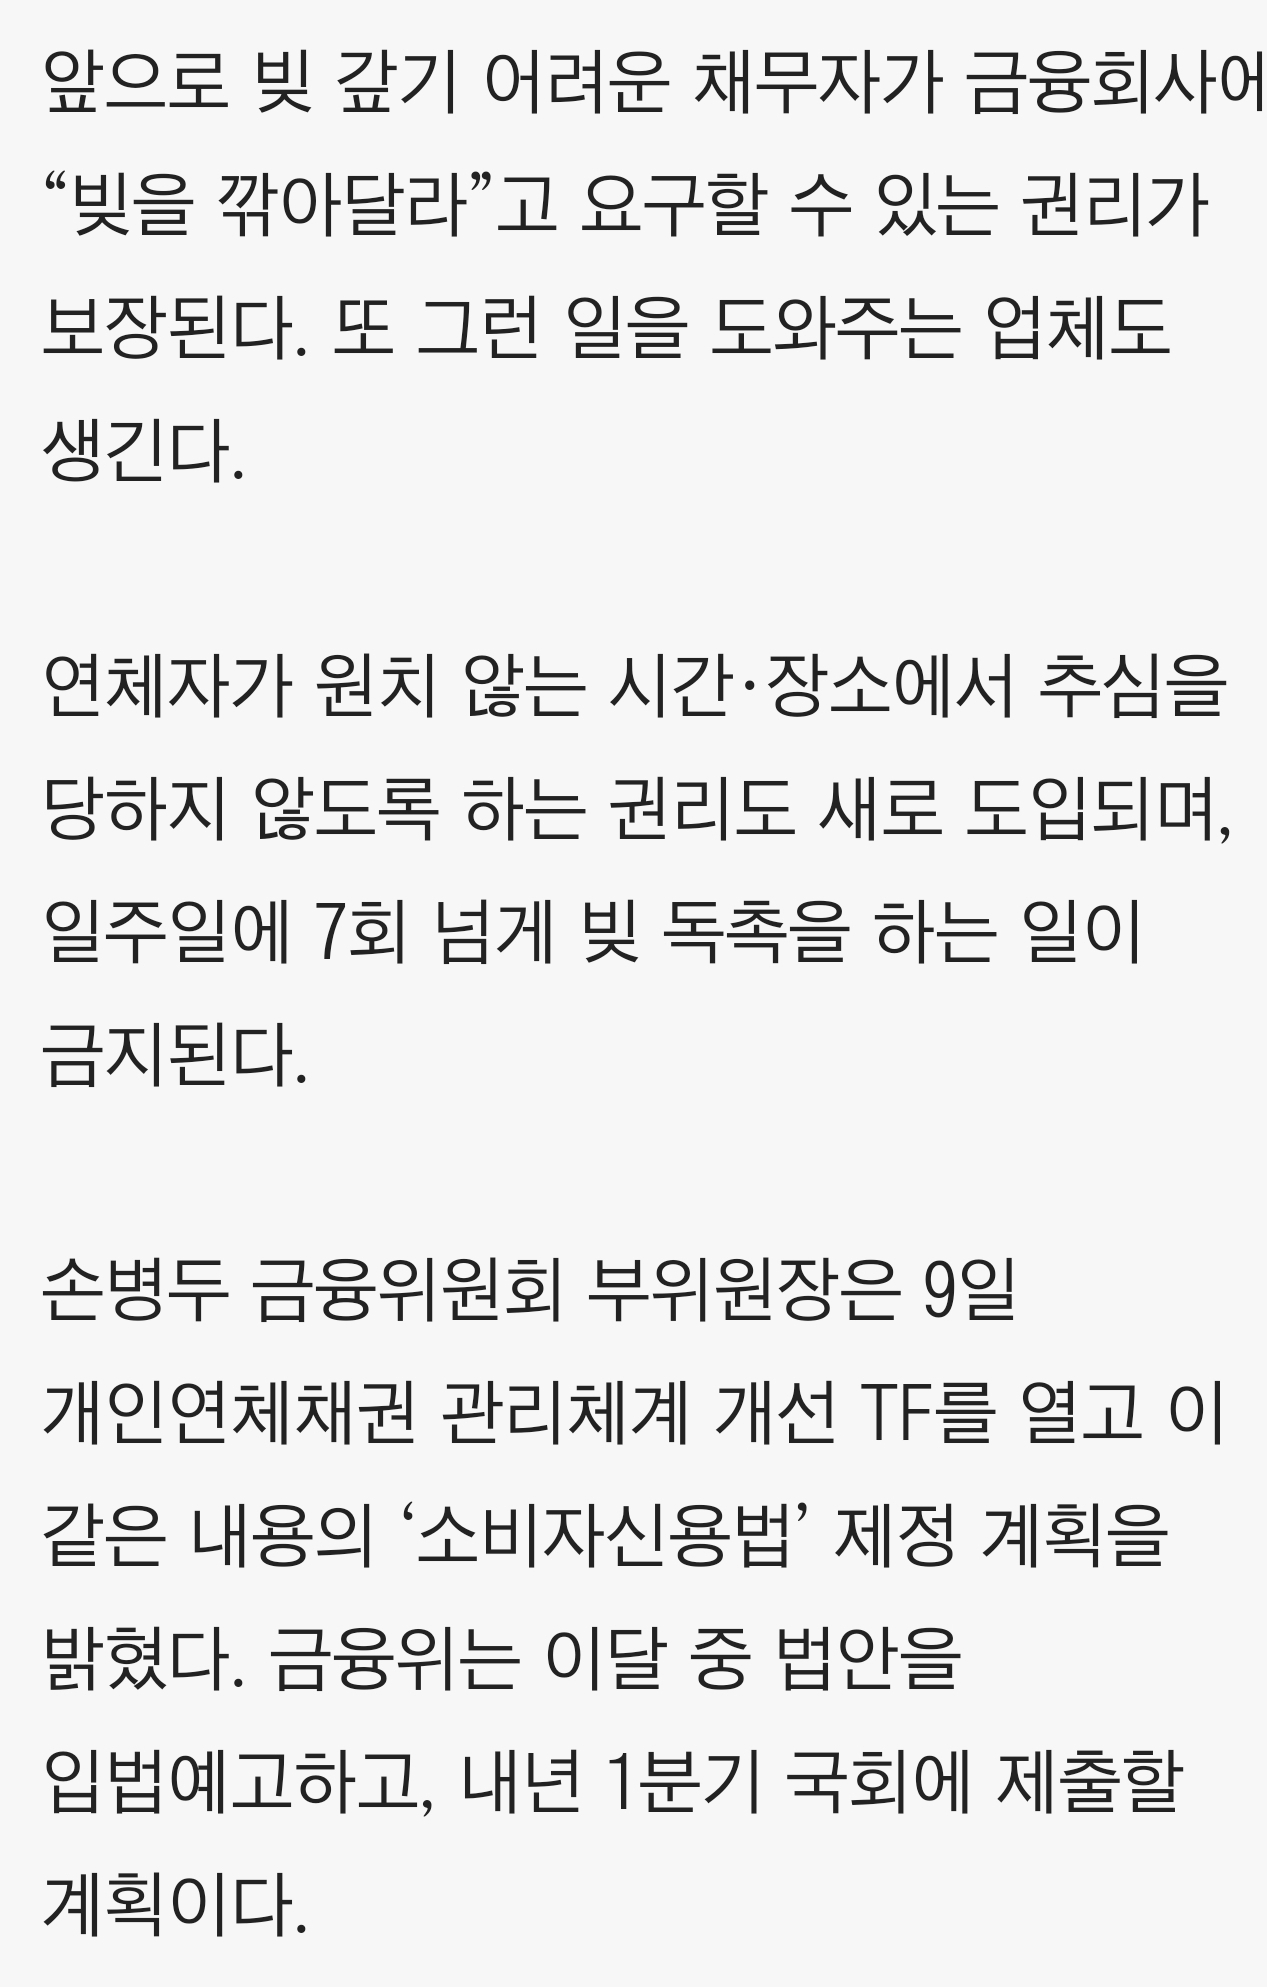 앞으로 빚 갚기 어려운 채무자가 금융회사에
“빚을 깎아달라”고 요구할 수 있는 권리가
보장된다. 또 그런 일을 도와주는 업체도
생긴다.
연체자가 원치 않는 시간·장소에서 추심을
당하지 않도록 하는 권리도 새로 도입되며,
일주일에 7회 넘게 빚 독촉을 하는 일이
금지된다.
손병두 금융위원회 부위원장은 9일
개인연체채권 관리체계 개선 TF를 열고 이
같은 내용의 ‘소비자신용법’ 제정 계획을
밝혔다. 금융위는 이달 중 법안을
입법예고하고, 내년 1분기 국회에 제출할
계획이다.